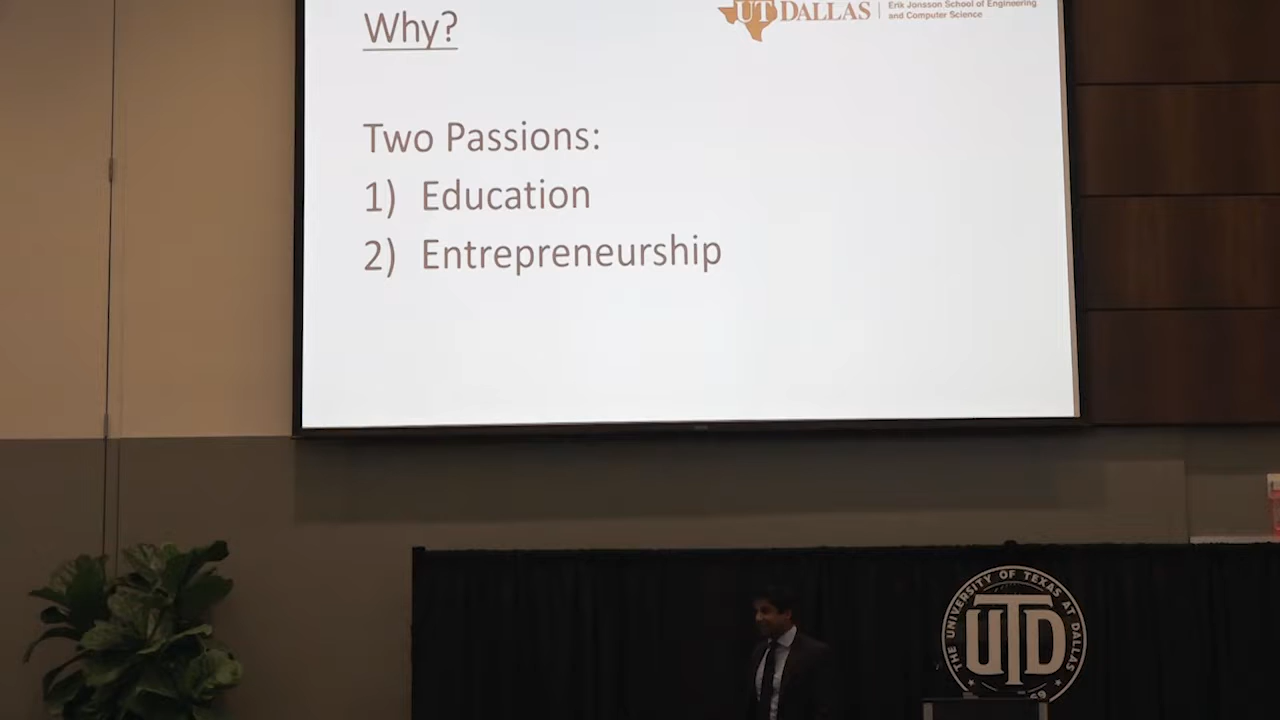 Why?
UT DALLAS
Erik Jonsson School of Engineering
and Computer Science
Two Passions:
1) Education
2) Entrepreneurship
THE UNIVERSITY OF TEXAS AT DALLAS
UTD
69